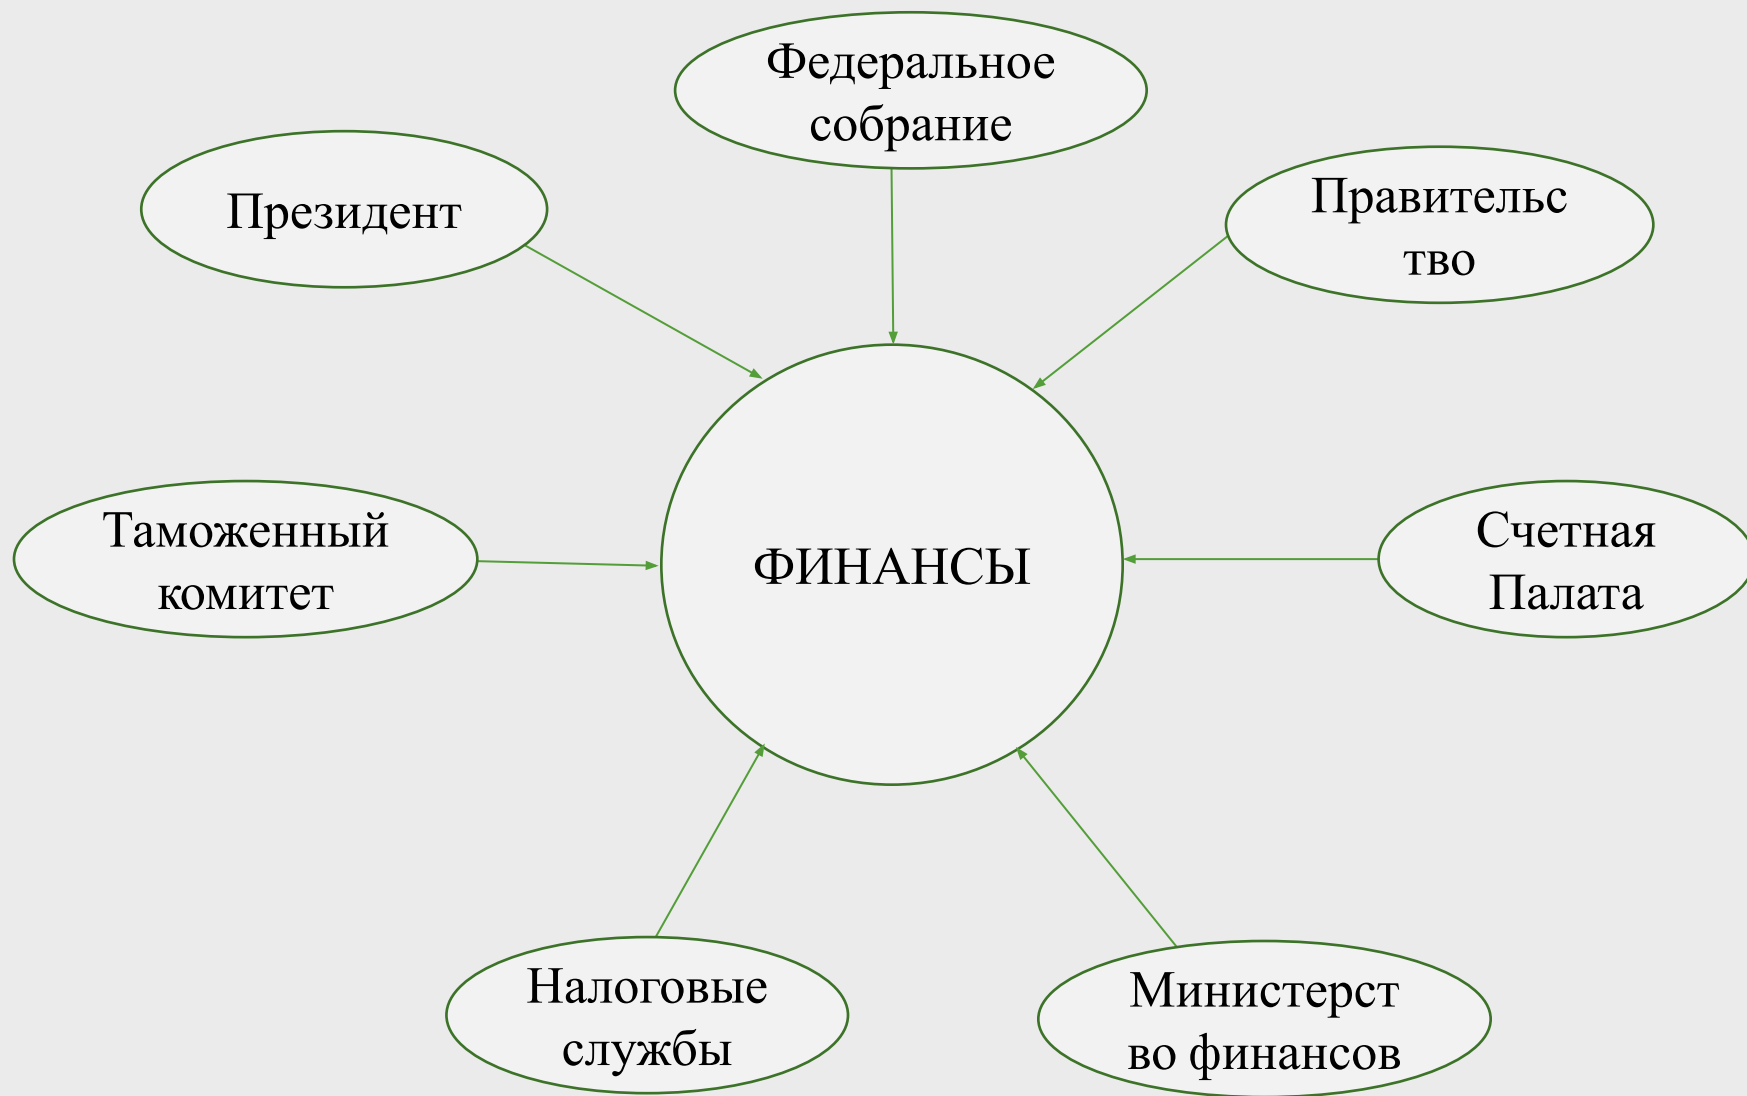 Федеральное
собрание
Президент
Правительс
тво
Таможенный
комитет
ФИНАНСЫ
Счетная
Палата
Налоговые
службы
Министерст
во финансов